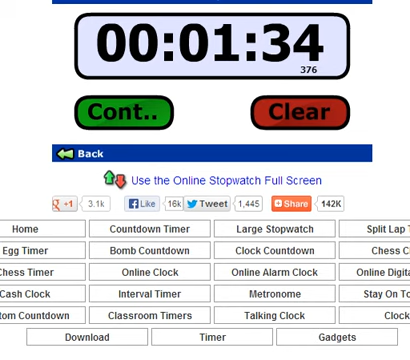 00:01:34
376
Cont.. Clear
Back
Use the Online Stopwatch Full Screen
+1 3.1k Like 16k Tweet 1,445 Share 142K
Home Countdown Timer Large Stopwatch Split Lap
Egg Timer Bomb Countdown Clock Countdown Chess
Chess Timer Online Clock Online Alarm Clock Online
Cash Clock Interval Timer Metronome Stay On
Countdown Classroom Timers Talking Clock Clock
Download Timer Gadgets